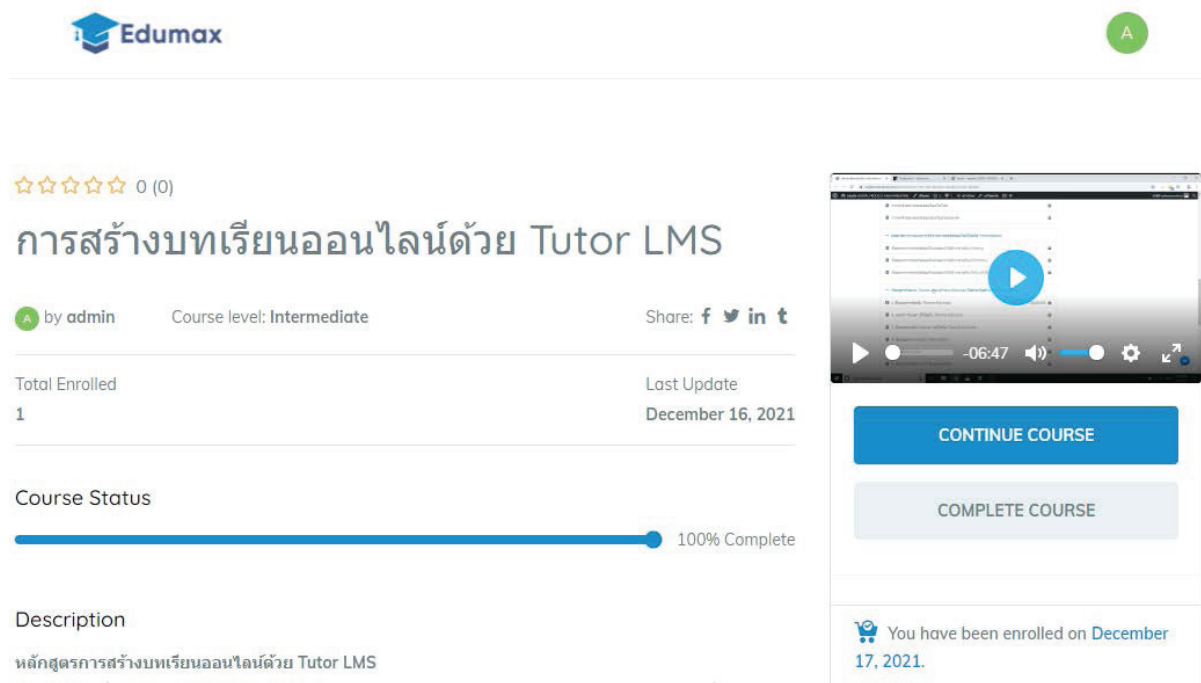 Edumax
A
0 (0)
การสร้างบทเรียนออนไลน์ด้วย Tutor LMS
A by admin Course level: Intermediate Share:
Total Enrolled
1
Last Update
December 16, 2021
Course Status
100% Complete
Description
หลักสูตรการสร้างบทเรียนออนไลน์ด้วย Tutor LMS
-06:47
CONTINUE COURSE
COMPLETE COURSE
You have been enrolled on December
17, 2021.